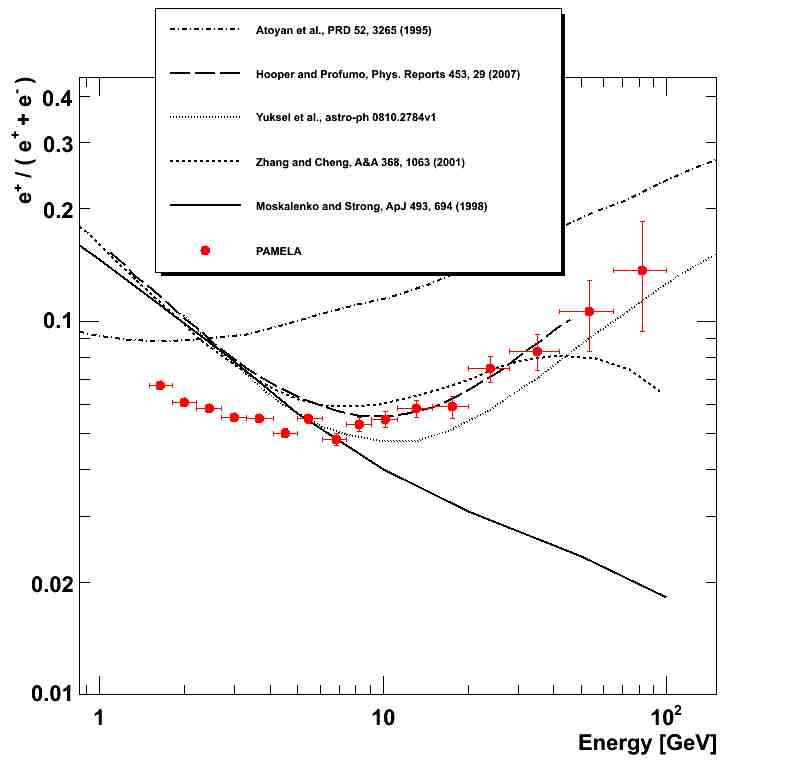 Atoyan et al., PRD 52, 3265 (1995)
Hooper and Profumo, Phys. Reports 453, 29 (2007)
Yuksel et al., astro-ph 0810.2784v1
Zhang and Cheng, A&A 368, 1063 (2001)
Moskalenko and Strong, ApJ 493, 694 (1998)
PAMELA
e⁺ / ( e⁺ + e⁻ )
0.4
0.3
0.2
0.1
0.02
0.01
1 10 10²
Energy [GeV]